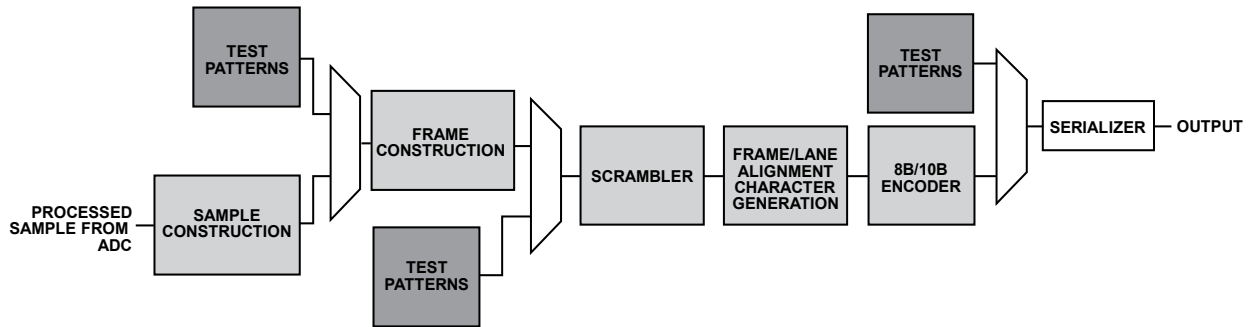 PROCESSED
SAMPLE FROM
ADC
SAMPLE
CONSTRUCTION
TEST
PATTERNS
FRAME
CONSTRUCTION
TEST
PATTERNS
SCRAMBLER
FRAME/LANE
ALIGNMENT
CHARACTER
GENERATION
8B/10B
ENCODER
TEST
PATTERNS
SERIALIZER
OUTPUT